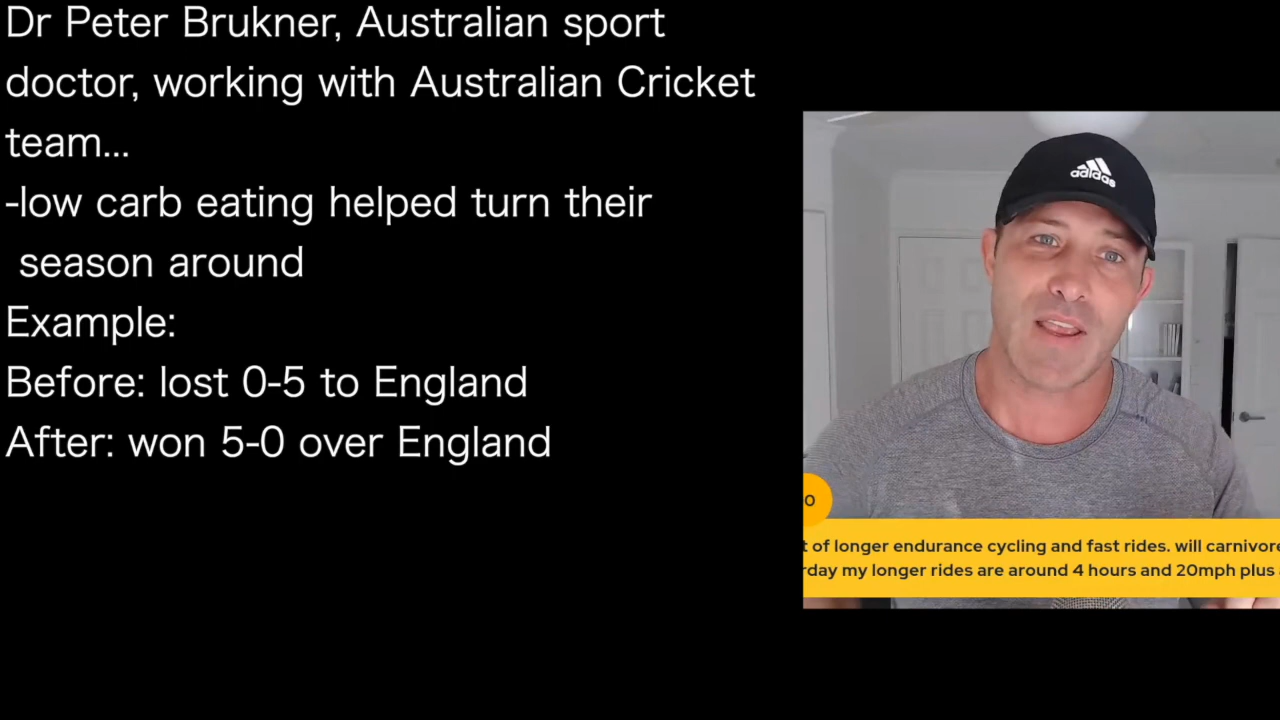 Dr Peter Brukner, Australian sport
doctor, working with Australian Cricket
team...
-low carb eating helped turn their
season around
Example:
Before: lost 0-5 to England
After: won 5-0 over England
adidas
of longer endurance cycling and fast rides. will carnivore
my longer rides are around 4 hours and 20mph plus